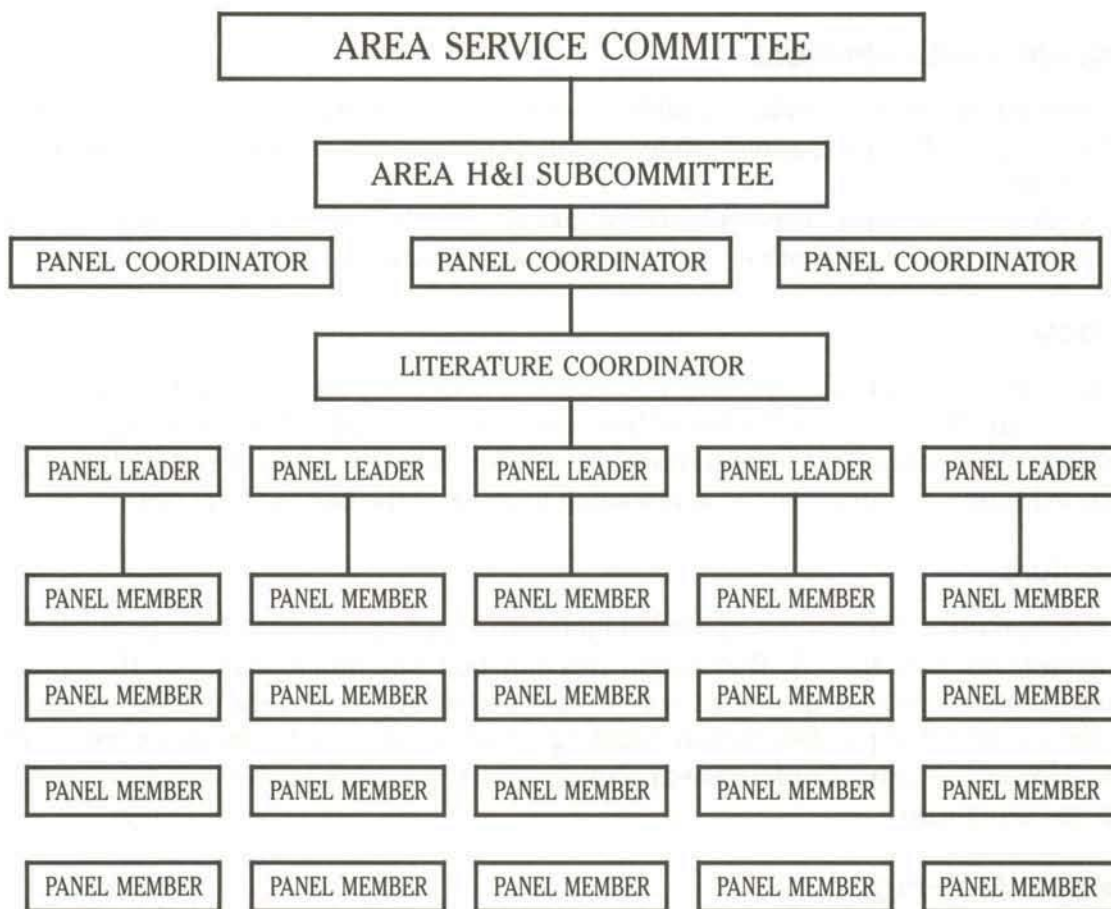 AREA SERVICE COMMITTEE
AREA H&I SUBCOMMITTEE
PANEL COORDINATOR PANEL COORDINATOR PANEL COORDINATOR
LITERATURE COORDINATOR
PANEL LEADER PANEL LEADER PANEL LEADER PANEL LEADER PANEL LEADER
PANEL MEMBER PANEL MEMBER PANEL MEMBER PANEL MEMBER PANEL MEMBER
PANEL MEMBER PANEL MEMBER PANEL MEMBER PANEL MEMBER PANEL MEMBER
PANEL MEMBER PANEL MEMBER PANEL MEMBER PANEL MEMBER PANEL MEMBER
PANEL MEMBER PANEL MEMBER PANEL MEMBER PANEL MEMBER PANEL MEMBER